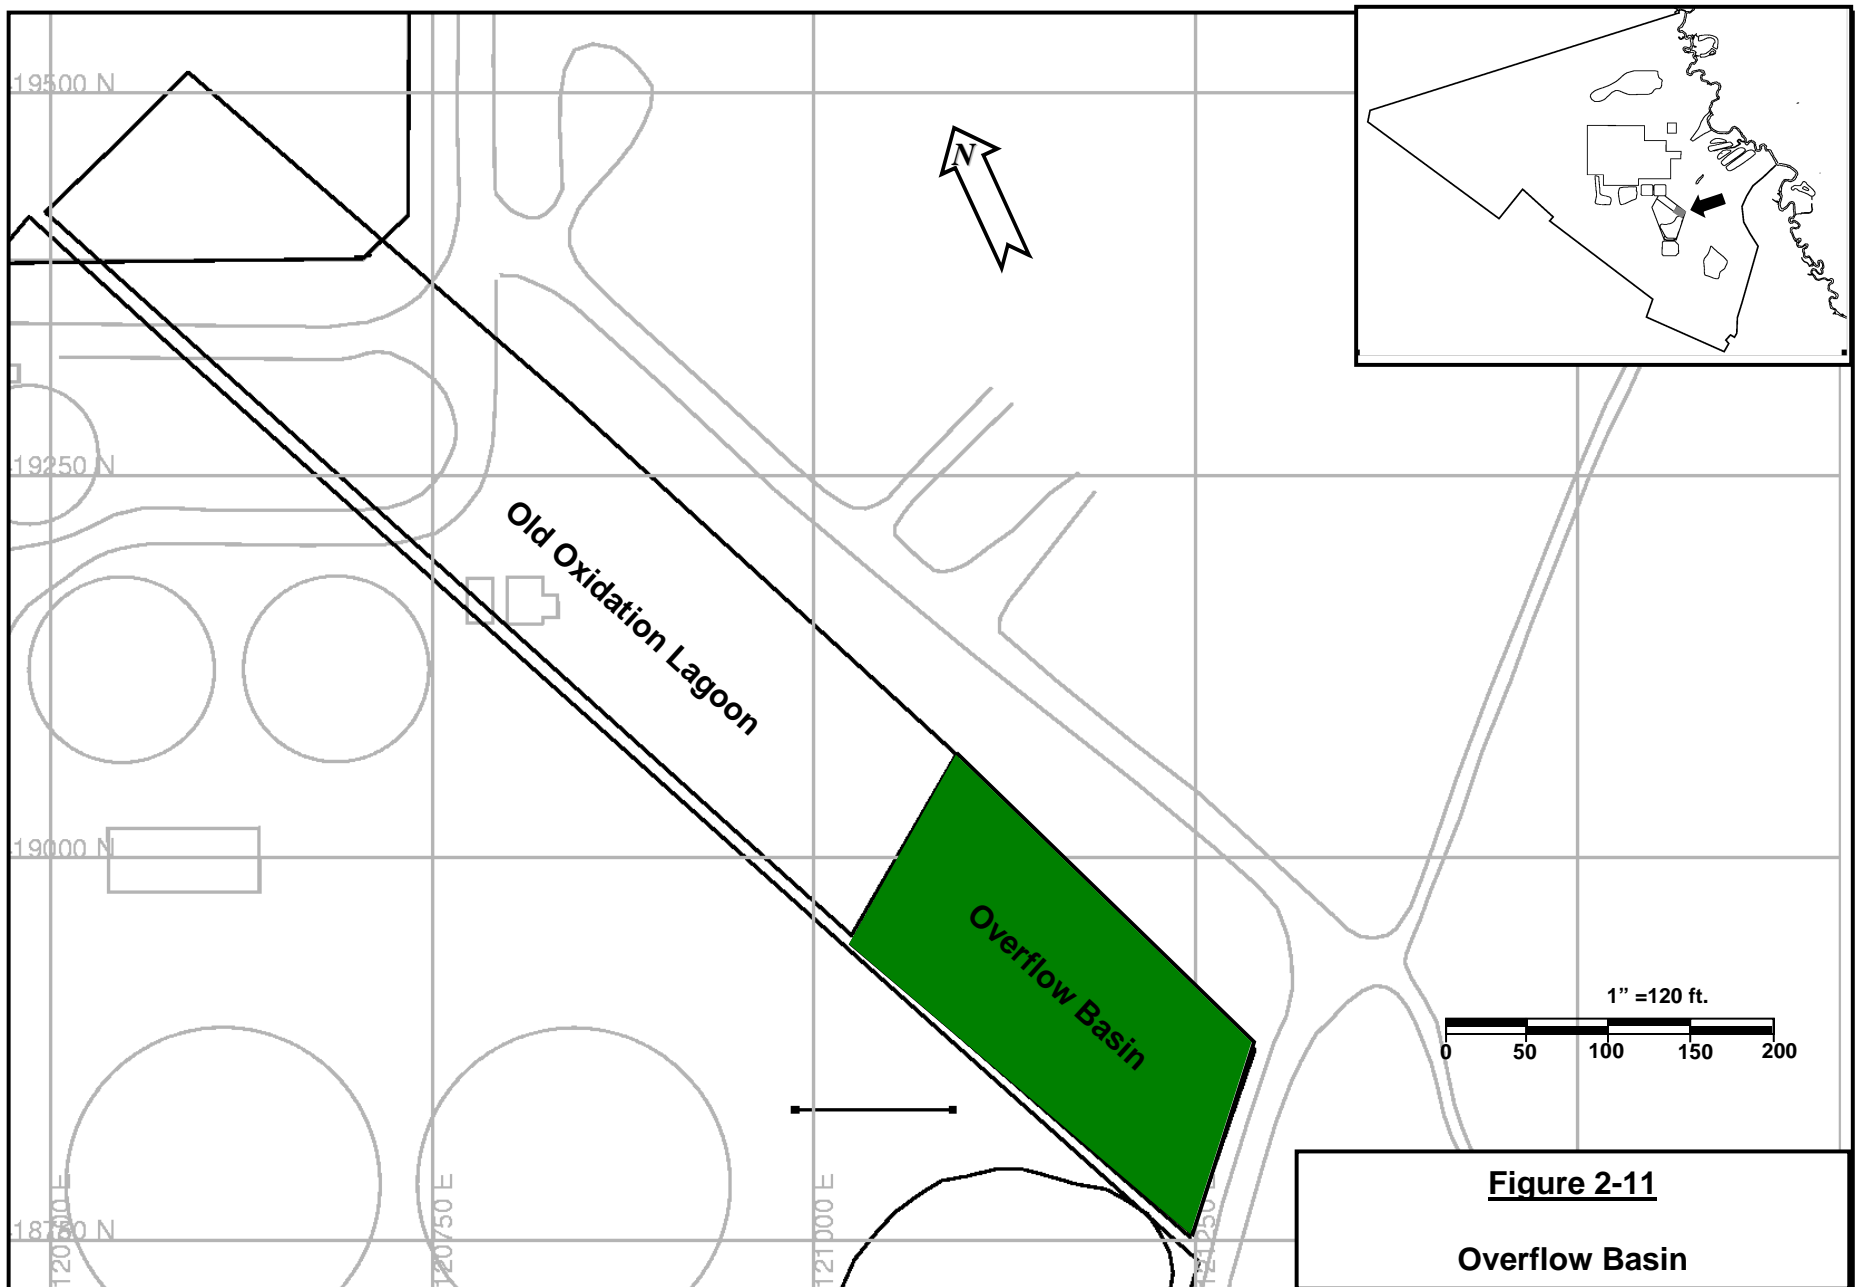 19500 N
N
19250 N
Old Oxidation Lagoon
19000 N
Overflow Basin
1” =120 ft.
0 50 100 150 200
18750 N
120500 E
120750 E
121000 E
Figure 2-11
Overflow Basin